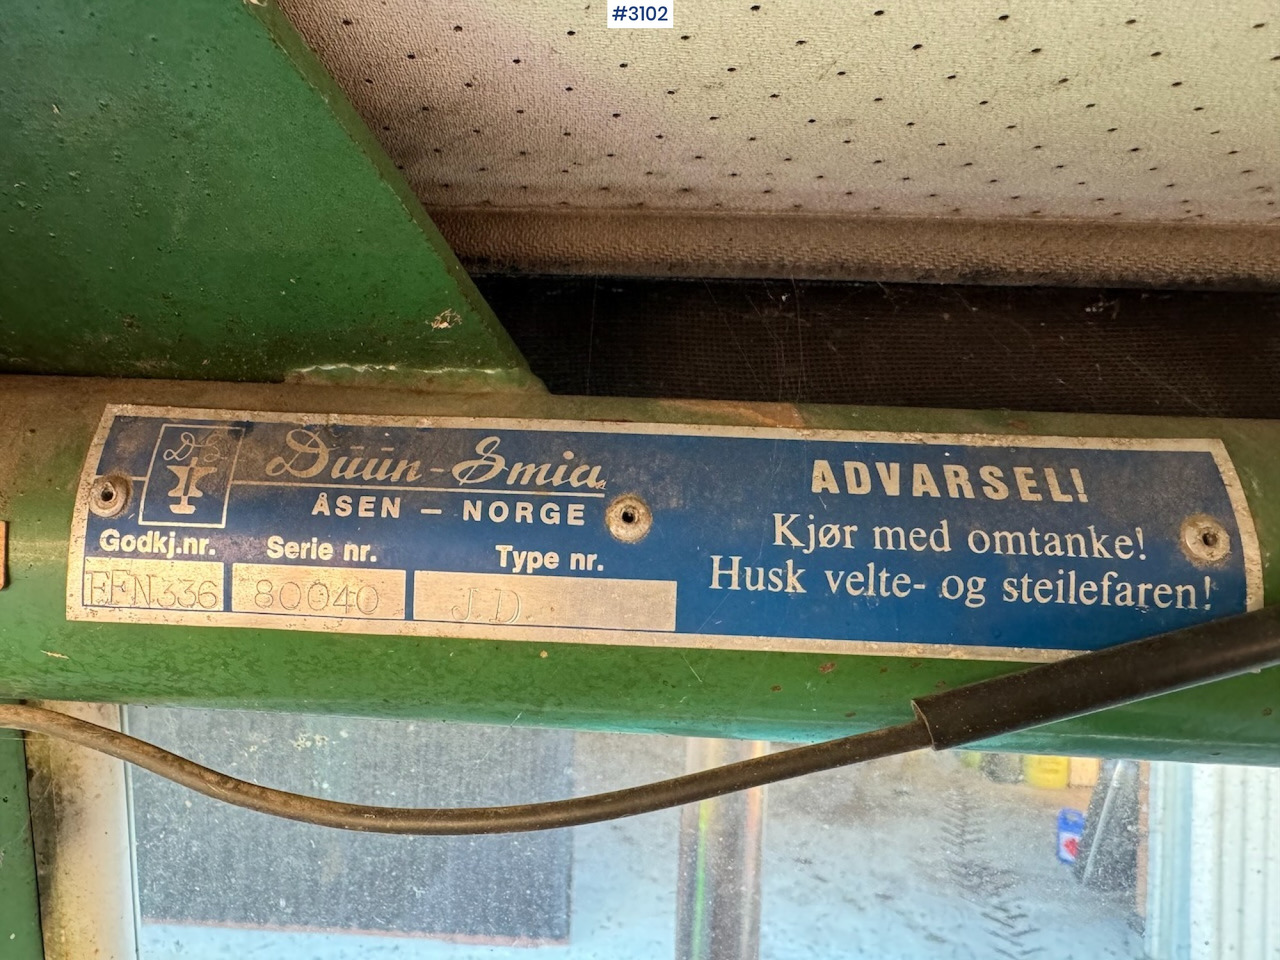 #3102
D.S.
Duun-Smia
ÅSEN – NORGE
Godkj.nr. Serie nr. Type nr.
EFN336 80040 J.D
ADVARSEL!
Kjør med omtanke!
Husk velte- og steilefaren!